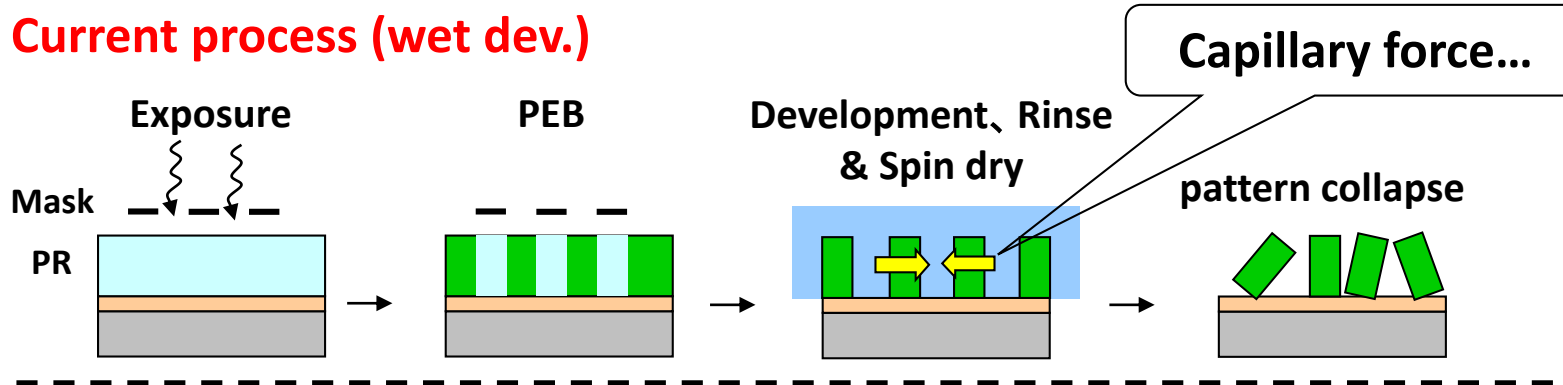 Current process (wet dev.)
Capillary force…
Exposure
PEB
Development、Rinse
& Spin dry
pattern collapse
Mask
PR